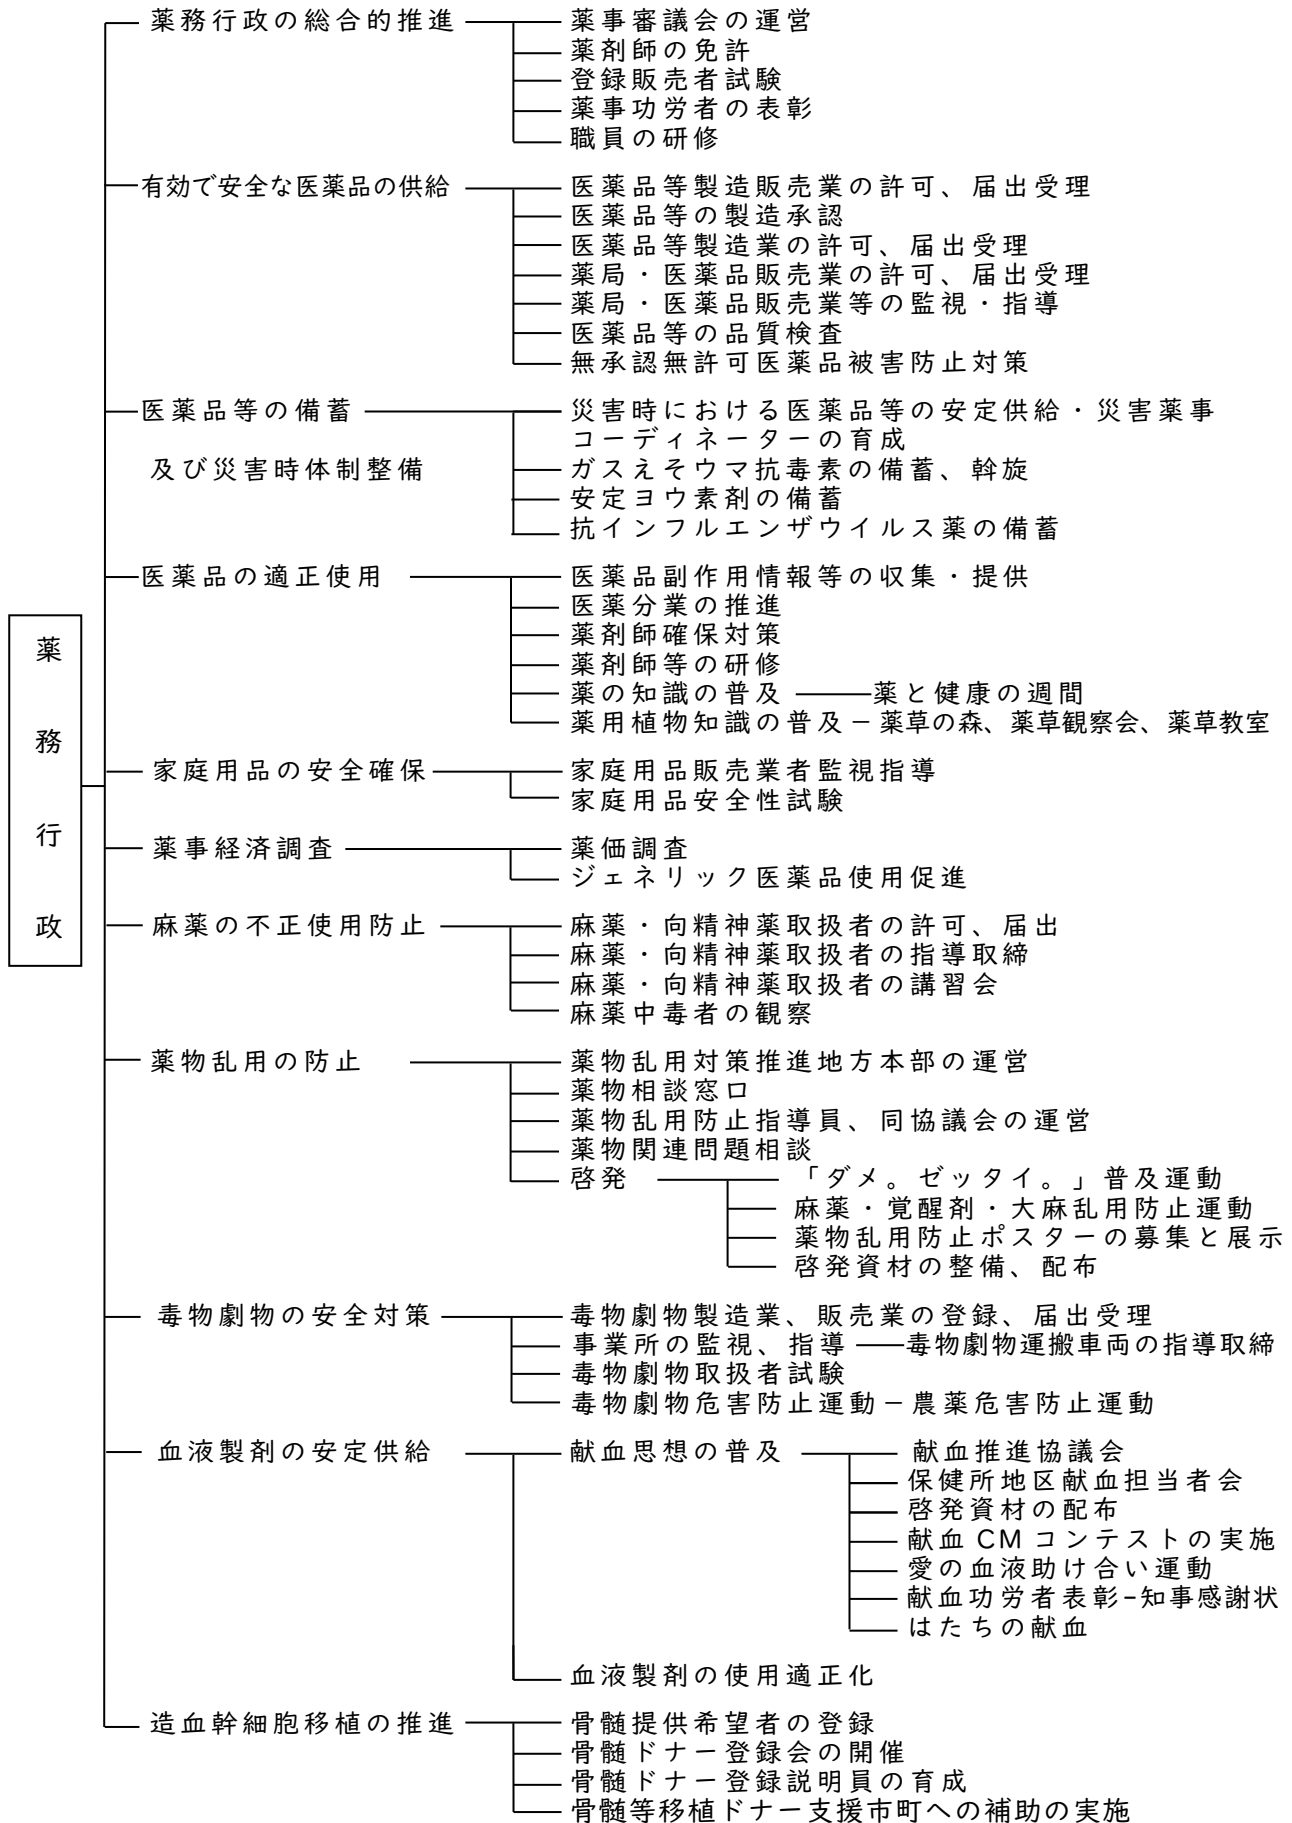 薬務行政の総合的推進 薬事審議会の運営
薬剤師の免許
登録販売者試験
薬事功労者の表彰
職員の研修
有効で安全な医薬品の供給 医薬品等製造販売業の許可、届出受理
医薬品等の製造承認
医薬品等製造業の許可、届出受理
薬局・医薬品販売業の許可、届出受理
薬局・医薬品販売業等の監視・指導
医薬品等の品質検査
無承認無許可医薬品被害防止対策
医薬品等の備蓄 災害時における医薬品等の安定供給・災害薬事
コーディネーターの育成
及び災害時体制整備 ガスえそウマ抗毒素の備蓄、斡旋
安定ヨウ素剤の備蓄
抗インフルエンザウイルス薬の備蓄
医薬品の適正使用 医薬品副作用情報等の収集・提供
医薬分業の推進
薬剤師確保対策
薬剤師等の研修
薬の知識の普及 薬と健康の週間
薬用植物知識の普及－薬草の森、薬草観察会、薬草教室
薬務行政
家庭用品の安全確保 家庭用品販売業者監視指導
家庭用品安全性試験
薬事経済調査 薬価調査
ジェネリック医薬品使用促進
麻薬の不正使用防止 麻薬・向精神薬取扱者の許可、届出
麻薬・向精神薬取扱者の指導取締
麻薬・向精神薬取扱者の講習会
麻薬中毒者の観察
薬物乱用の防止 薬物乱用対策推進地方本部の運営
薬物相談窓口
薬物乱用防止指導員、同協議会の運営
薬物関連問題相談
啓発 「ダメ。ゼッタイ。」普及運動
麻薬・覚醒剤・大麻乱用防止運動
薬物乱用防止ポスターの募集と展示
啓発資材の整備、配布
毒物劇物の安全対策 毒物劇物製造業、販売業の登録、届出受理
事業所の監視、指導 毒物劇物運搬車両の指導取締
毒物劇物取扱者試験
毒物劇物危害防止運動－農薬危害防止運動
血液製剤の安定供給 献血思想の普及 献血推進協議会
保健所地区献血担当者会
啓発資材の配布
献血CMコンテストの実施
愛の血液助け合い運動
献血功労者表彰-知事感謝状
はたちの献血
血液製剤の使用適正化
造血幹細胞移植の推進 骨髄提供希望者の登録
骨髄ドナー登録会の開催
骨髄ドナー登録説明員の育成
骨髄等移植ドナー支援市町への補助の実施